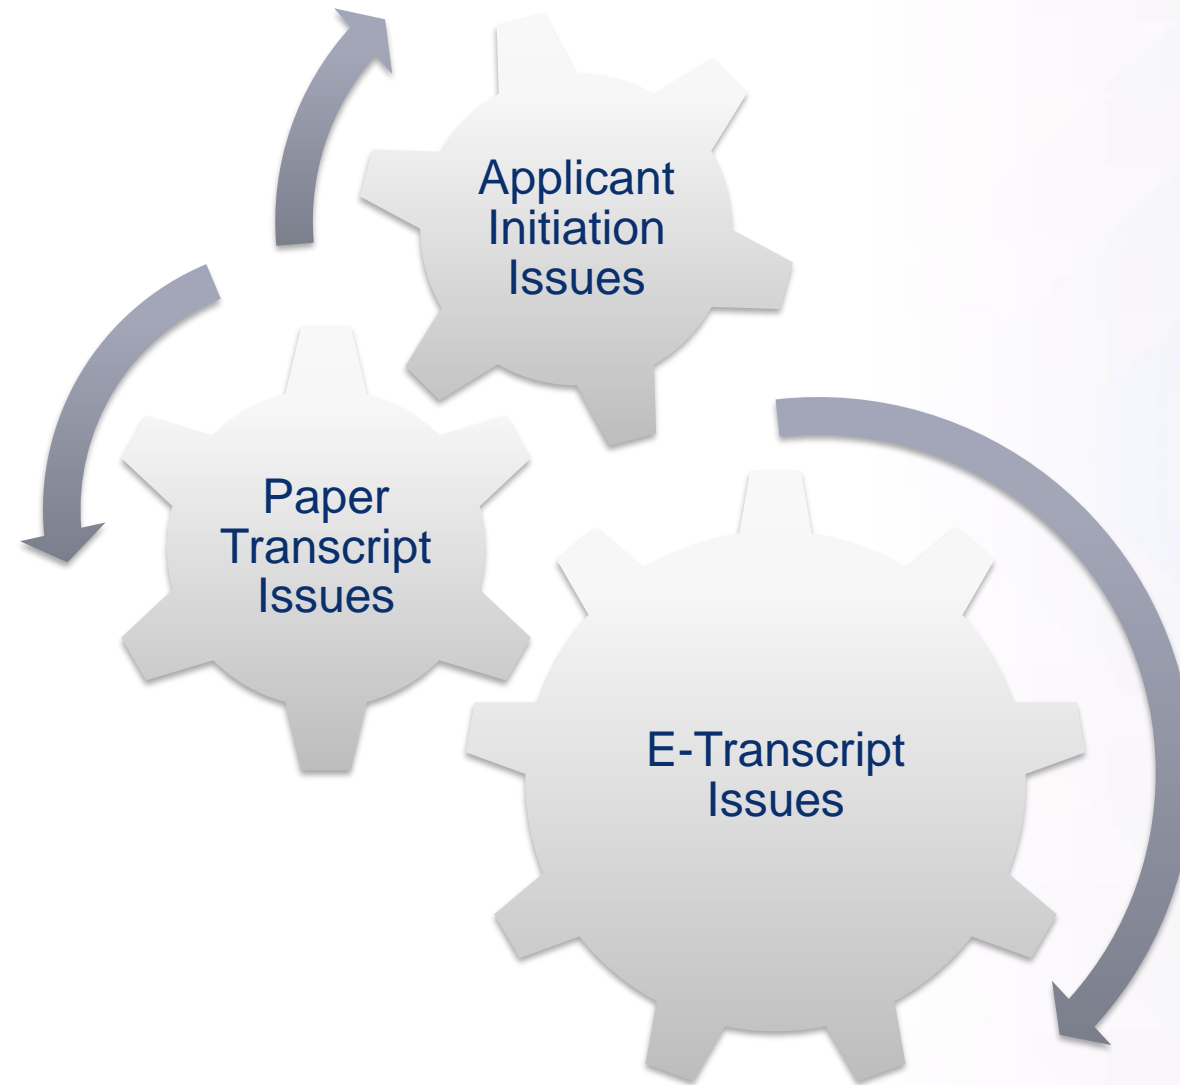 Applicant
Initiation
Issues
Paper
Transcript
Issues
E-Transcript
Issues